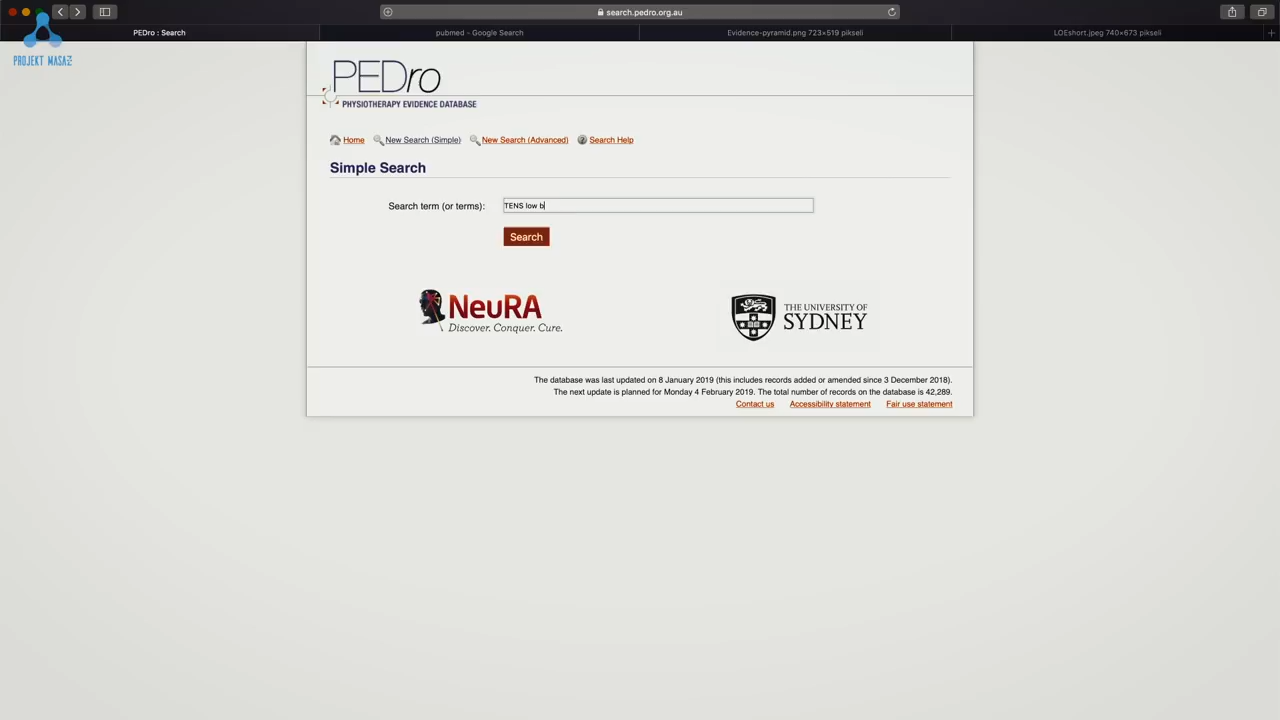 search.pedro.org.au
PEDro : Search
pubmed - Google Search
Evidence-pyramid.png 723×519 pikseli
LOEshort.jpeg 740×673 pikseli
PROJEKT MASAŻ
PEDro
PHYSIOTHERAPY EVIDENCE DATABASE
Home
New Search (Simple)
New Search (Advanced)
Search Help
Simple Search
Search term (or terms):
TENS low b
Search
NeuRA
Discover. Conquer. Cure.
THE UNIVERSITY OF
SYDNEY
The database was last updated on 8 January 2019 (this includes records added or amended since 3 December 2018).
The next update is planned for Monday 4 February 2019. The total number of records on the database is 42,289.
Contact us
Accessibility statement
Fair use statement